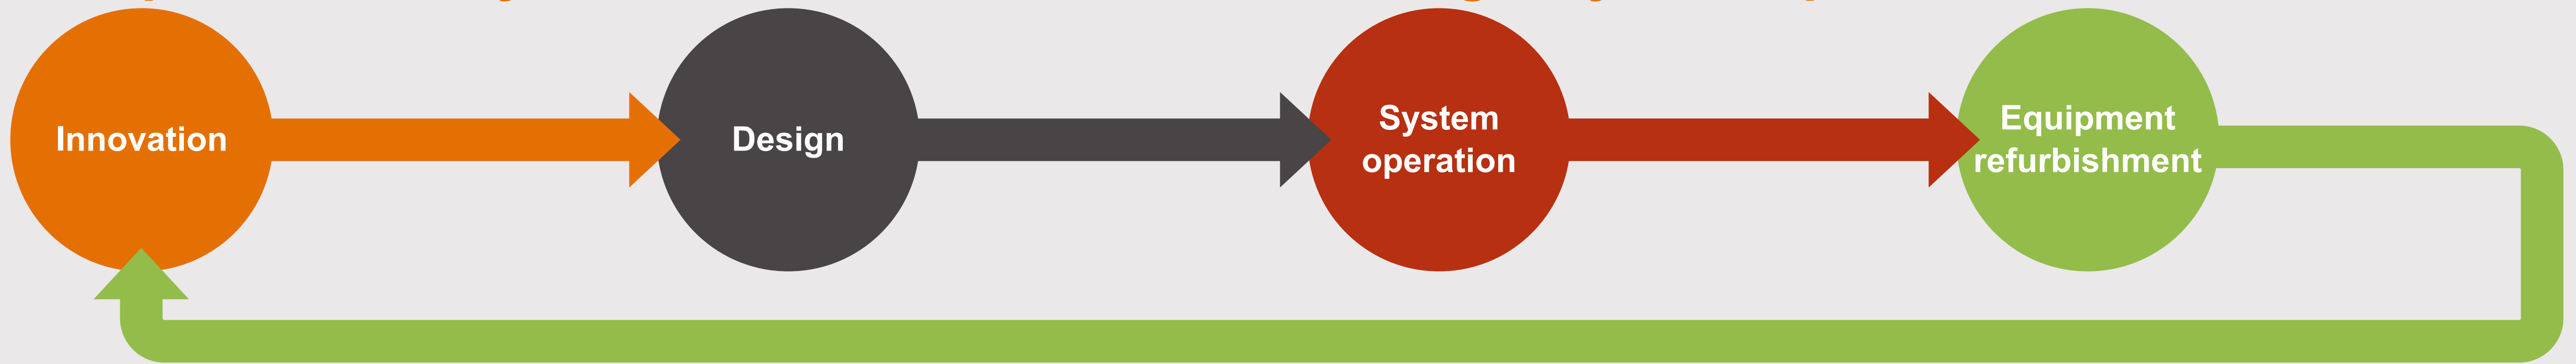 Innovation
Design
System
operation
Equipment
refurbishment